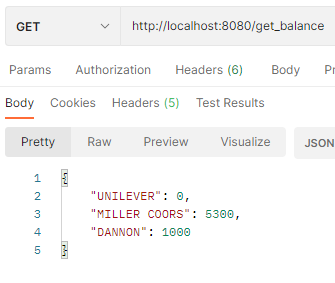 GET http://localhost:8080/get_balance
Params Authorization Headers (6) Body
Body Cookies Headers (5) Test Results
Pretty Raw Preview Visualize JSON
1 {
2 "UNILEVER": 0,
3 "MILLER COORS": 5300,
4 "DANNON": 1000
5 }